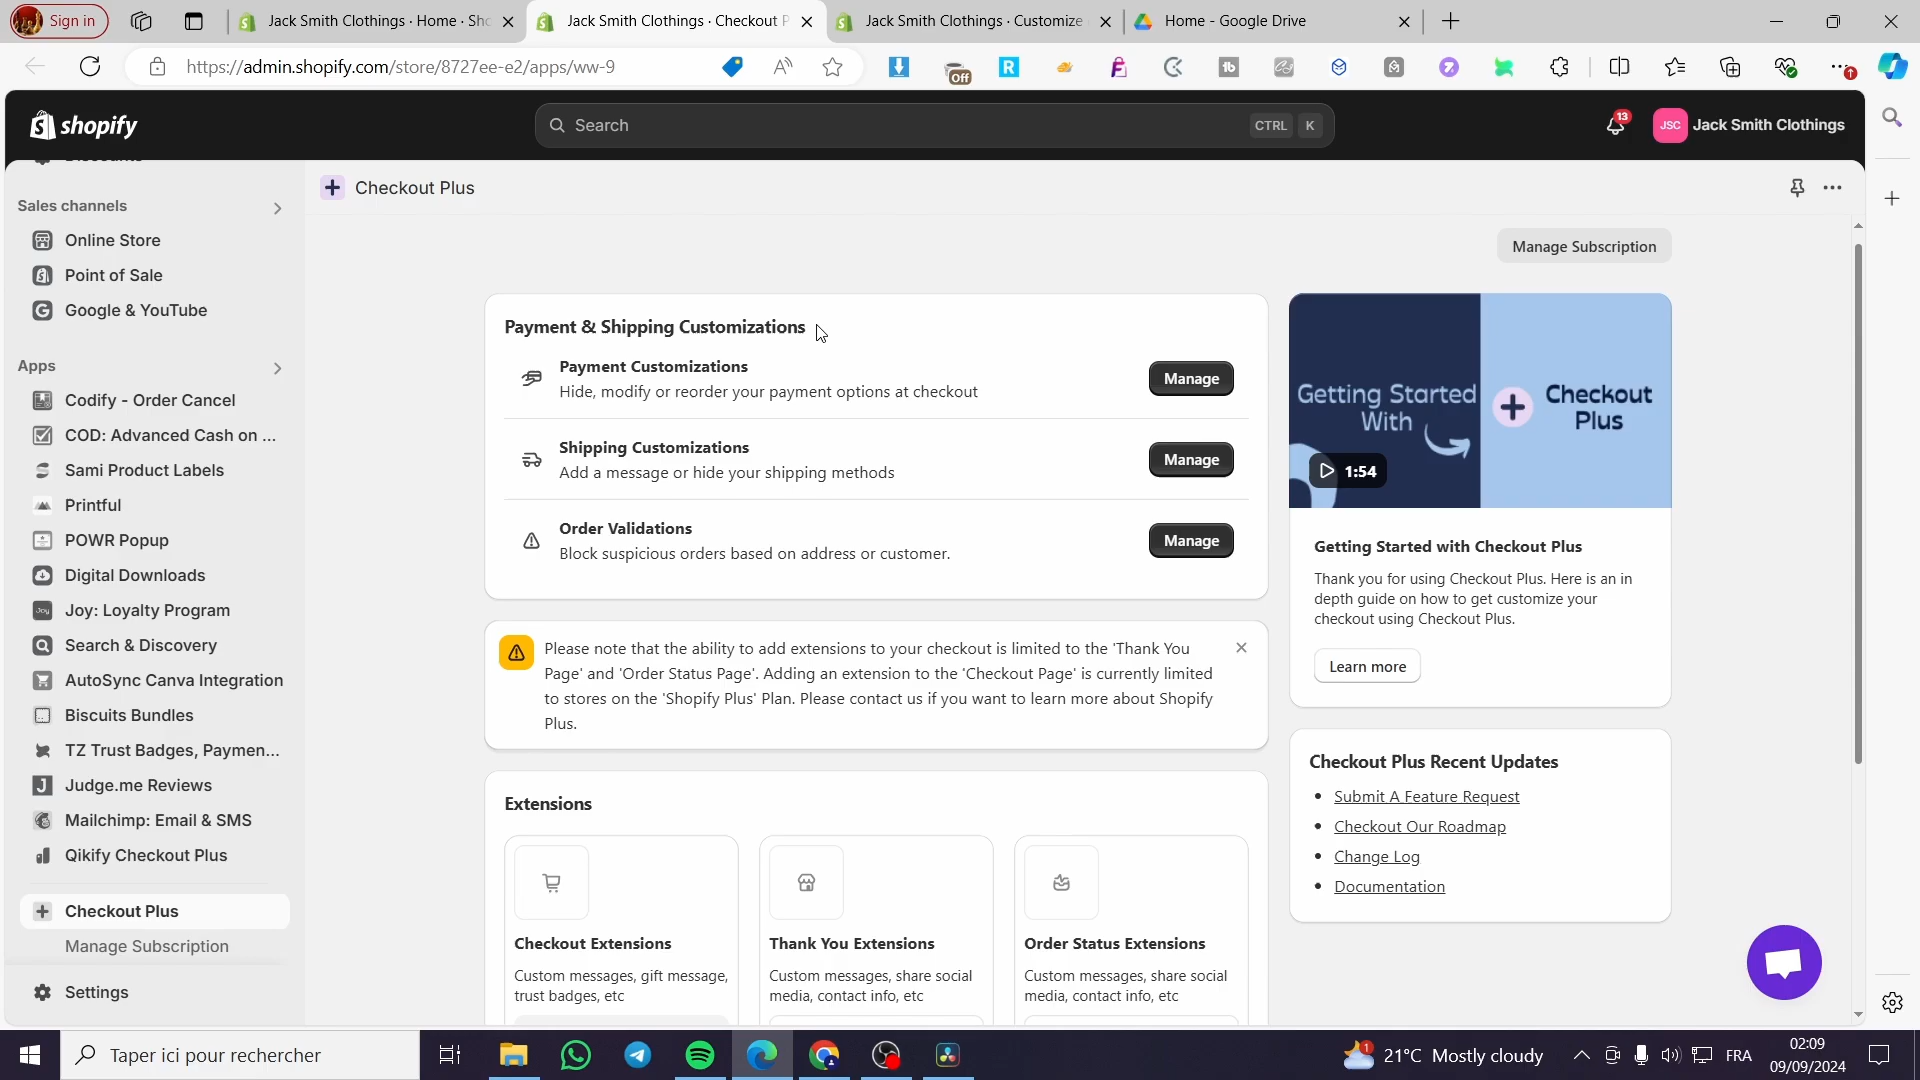 Sign in
Jack Smith Clothings · Home · Sho
Jack Smith Clothings · Checkout P
Jack Smith Clothings · Customize
Home - Google Drive
https://admin.shopify.com/store/8727ee-e2/apps/ww-9
Off
shopify
Search
CTRL K
13
JSC
Jack Smith Clothings
Discounts
Sales channels
Online Store
Point of Sale
Google & YouTube
Apps
Codify - Order Cancel
COD: Advanced Cash on ...
Sami Product Labels
Printful
POWR Popup
Digital Downloads
Joy: Loyalty Program
Search & Discovery
AutoSync Canva Integration
Biscuits Bundles
TZ Trust Badges, Paymen...
Judge.me Reviews
Mailchimp: Email & SMS
Qikify Checkout Plus
Checkout Plus
Manage Subscription
Settings
Checkout Plus
Manage Subscription
Payment & Shipping Customizations
Payment Customizations
Hide, modify or reorder your payment options at checkout
Manage
Shipping Customizations
Add a message or hide your shipping methods
Manage
Order Validations
Block suspicious orders based on address or customer.
Manage
Please note that the ability to add extensions to your checkout is limited to the 'Thank You
Page' and 'Order Status Page'. Adding an extension to the 'Checkout Page' is currently limited
to stores on the 'Shopify Plus' Plan. Please contact us if you want to learn more about Shopify
Plus.
Extensions
Checkout Extensions
Custom messages, gift message,
trust badges, etc
Thank You Extensions
Custom messages, share social
media, contact info, etc
Order Status Extensions
Custom messages, share social
media, contact info, etc
Getting Started
With
Checkout
Plus
1:54
Getting Started with Checkout Plus
Thank you for using Checkout Plus. Here is an in
depth guide on how to get customize your
checkout using Checkout Plus.
Learn more
Checkout Plus Recent Updates
Submit A Feature Request
Checkout Our Roadmap
Change Log
Documentation
Taper ici pour rechercher
1
21°C Mostly cloudy
FRA
02:09
09/09/2024